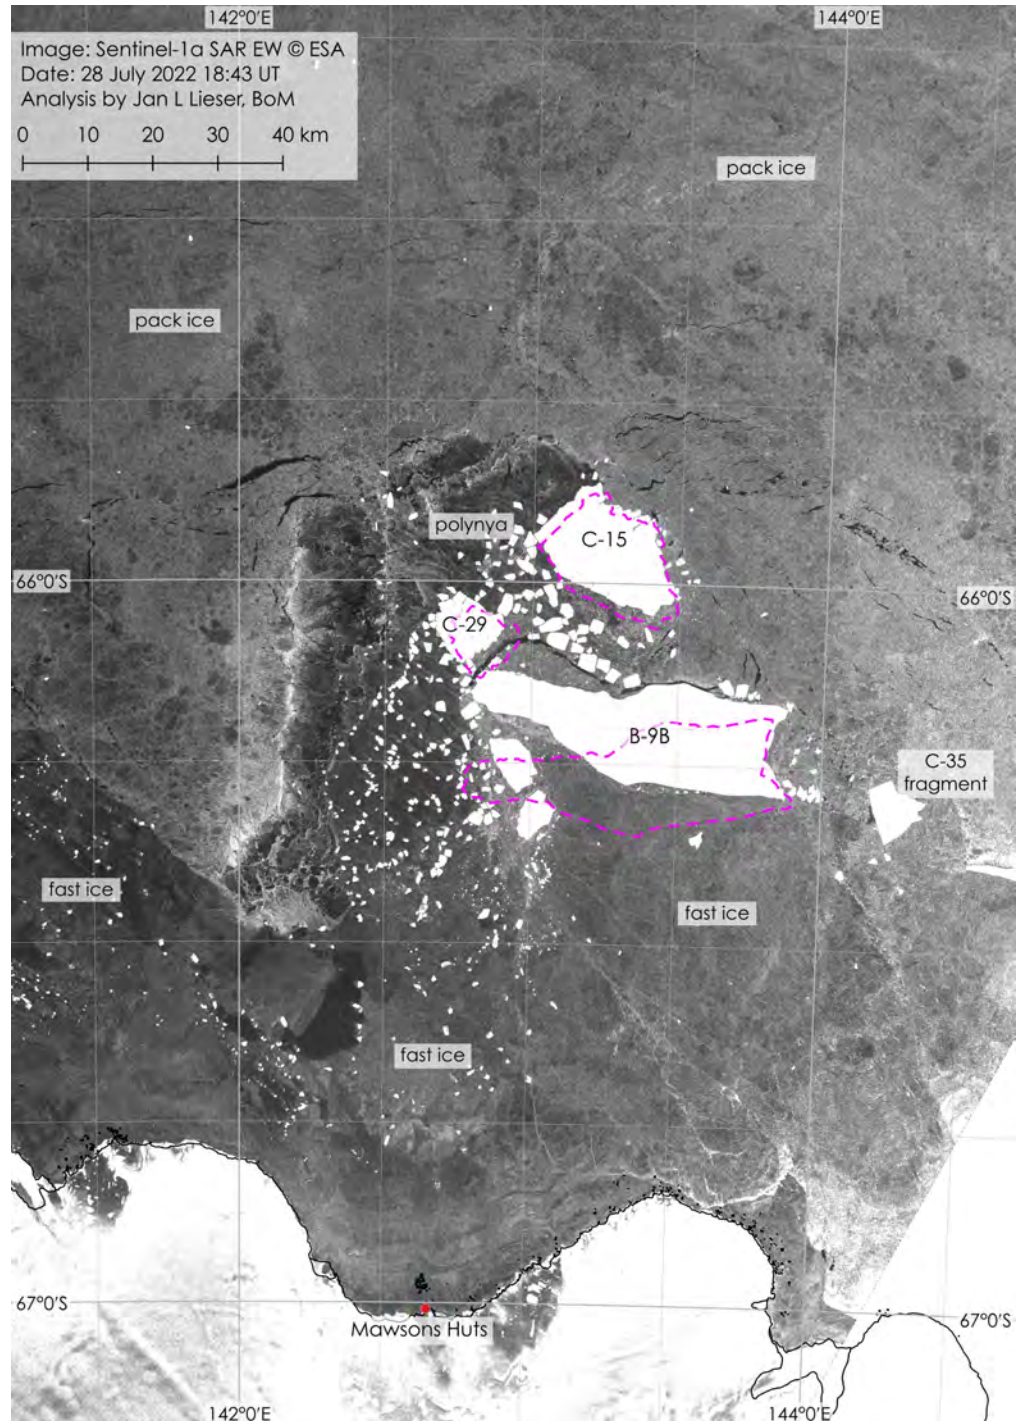 142°0'E
144°0'E
Image: Sentinel-1a SAR EW © ESA
Date: 28 July 2022 18:43 UT
Analysis by Jan L Lieser, BoM
0 10 20 30 40 km
pack ice
pack ice
polynya
C-15
66°0'S
66°0'S
C-29
B-9B
C-35
fragment
fast ice
fast ice
fast ice
67°0'S
67°0'S
Mawsons Huts
142°0'E
144°0'E